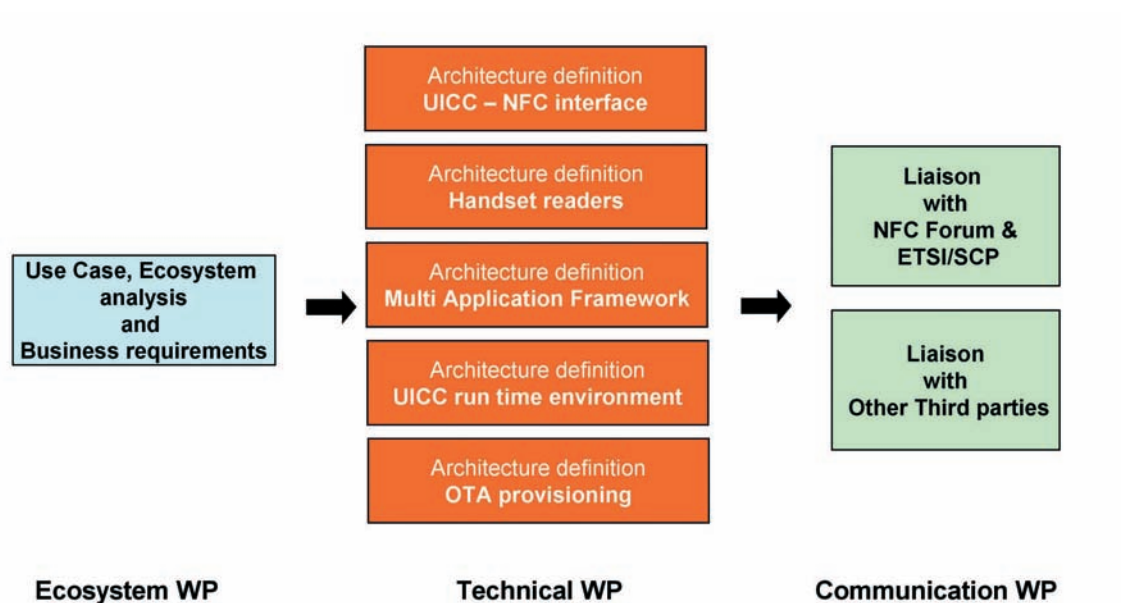 Use Case, Ecosystem
analysis
and
Business requirements
Ecosystem WP
Architecture definition
UICC – NFC interface
Architecture definition
Handset readers
Architecture definition
Multi Application Framework
Architecture definition
UICC run time environment
Architecture definition
OTA provisioning
Technical WP
Liaison
with
NFC Forum &
ETSI/SCP
Liaison
with
Other Third parties
Communication WP